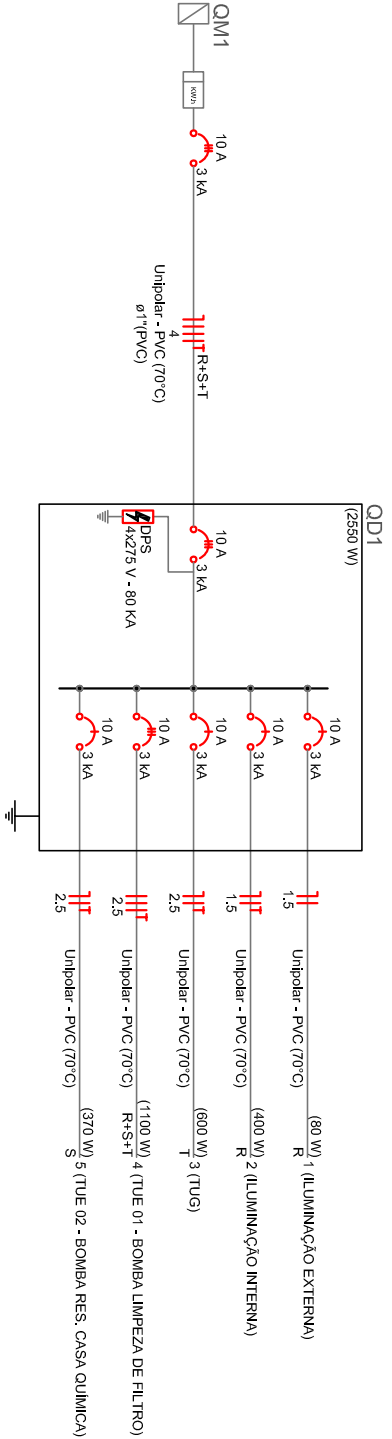 QM1
KWh
10 A
3 kA
R+S+T
4
Unipolar - PVC (70°C)
ø1"(PVC)
QD1
(2550 W)
10 A
3 kA
DPS
4x275 V - 80 KA
10 A
3 kA
1.5
Unipolar - PVC (70°C)
(80 W)
R
1 (ILUMINAÇÃO EXTERNA)
10 A
3 kA
1.5
Unipolar - PVC (70°C)
(400 W)
R
2 (ILUMINAÇÃO INTERNA)
10 A
3 kA
2.5
Unipolar - PVC (70°C)
(600 W)
T
3 (TUG)
10 A
3 kA
2.5
Unipolar - PVC (70°C)
(1100 W)
R+S+T
4 (TUE 01 - BOMBA LIMPEZA DE FILTRO)
10 A
3 kA
2.5
Unipolar - PVC (70°C)
(370 W)
S
5 (TUE 02 - BOMBA RES. CASA QUÍMICA)